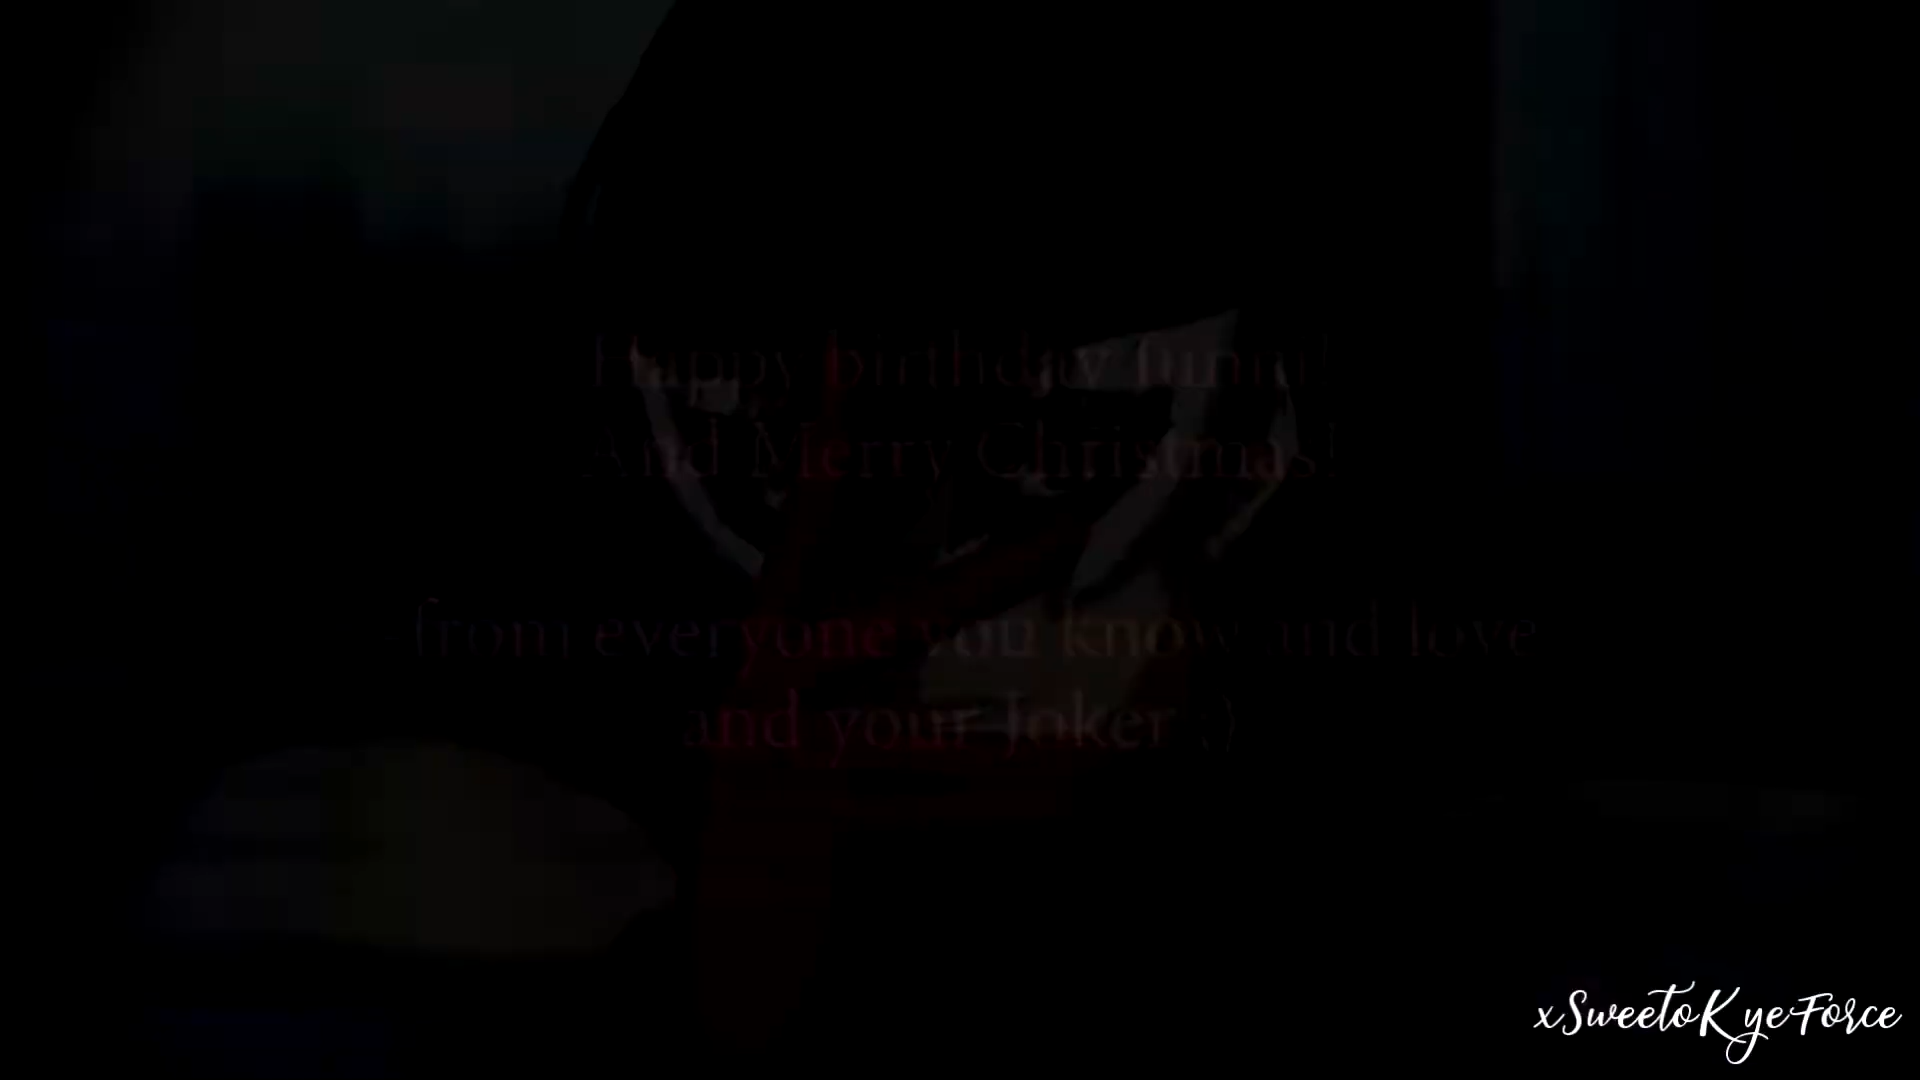 Happy birthday
And Merry Christmas!
-from everyone you know and love
and your Joker ;)
xSweetoKyeForce